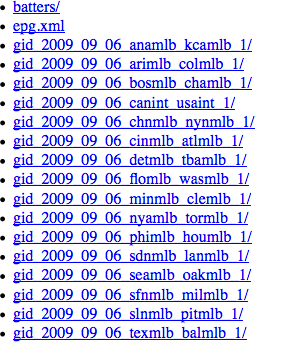 batters/
epg.xml
gid_2009_09_06_anamlb_kcamlb_1/
gid_2009_09_06_arimlb_colmlb_1/
gid_2009_09_06_bosmlb_chamlb_1/
gid_2009_09_06_canint_usaint_1/
gid_2009_09_06_chnmlb_nynmlb_1/
gid_2009_09_06_cinmlb_atlmlb_1/
gid_2009_09_06_detmlb_tbamlb_1/
gid_2009_09_06_flomlb_wasmlb_1/
gid_2009_09_06_minmlb_clemlb_1/
gid_2009_09_06_nyamlb_tormlb_1/
gid_2009_09_06_phimlb_houmlb_1/
gid_2009_09_06_sdnmlb_lanmlb_1/
gid_2009_09_06_seamlb_oakmlb_1/
gid_2009_09_06_sfnmlb_milmlb_1/
gid_2009_09_06_slnmlb_pitmlb_1/
gid_2009_09_06_texmlb_balmlb_1/